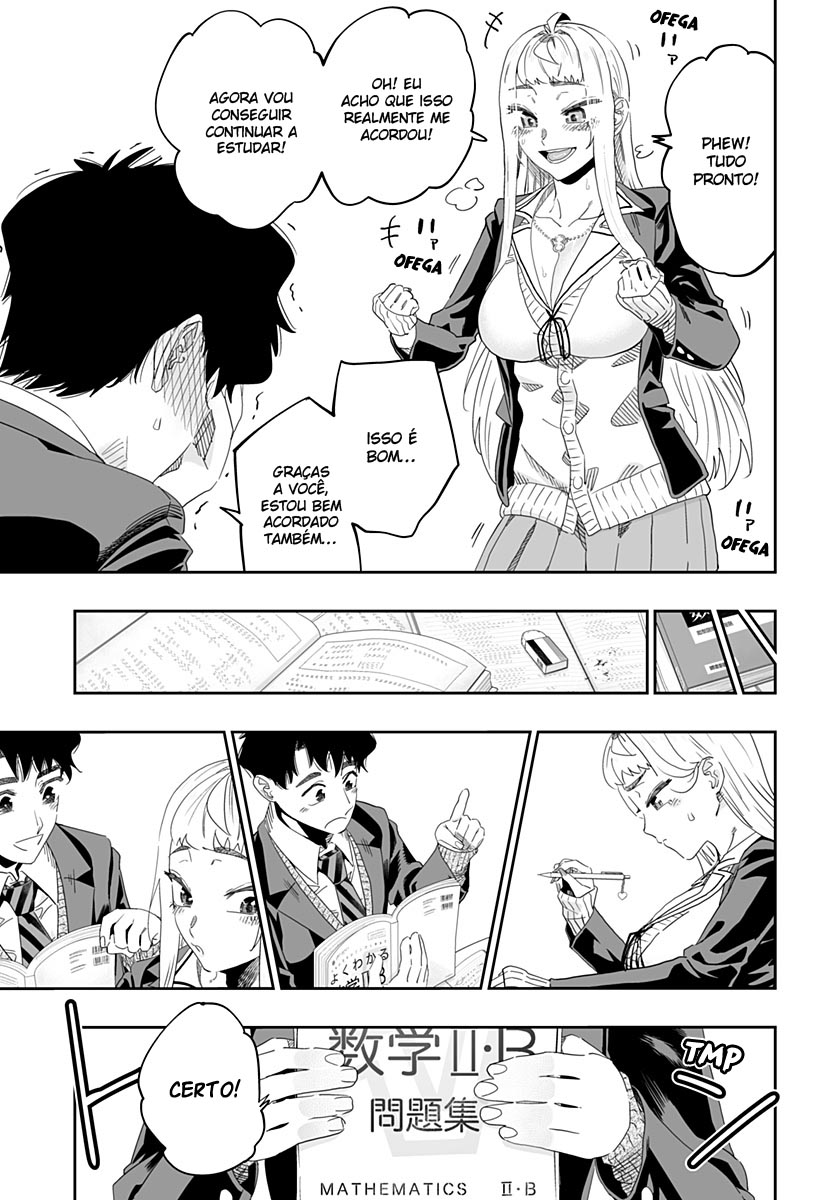 OFEGA
PHEW!
TUDO
PRONTO!
OH! EU
ACHO QUE ISSO
REALMENTE ME
ACORDOU!
AGORA VOU
CONSEGUIR
CONTINUAR A
ESTUDAR!
OFEGA
ISSO É
BOM...
GRAÇAS
A VOCÊ,
ESTOU BEM
ACORDADO
TAMBÉM...
OFEGA
よくわかる
TMP
CERTO!
数学Ⅱ・B
問題集
MATHEMATICS Ⅱ・B